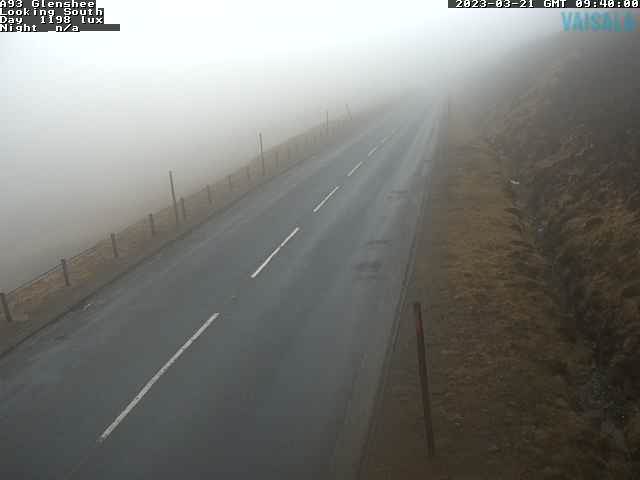 A93 Glenshee
Looking South
Day 1198 lux
Night n/a
2023-03-21 GMT 09:40:00
VAISALA